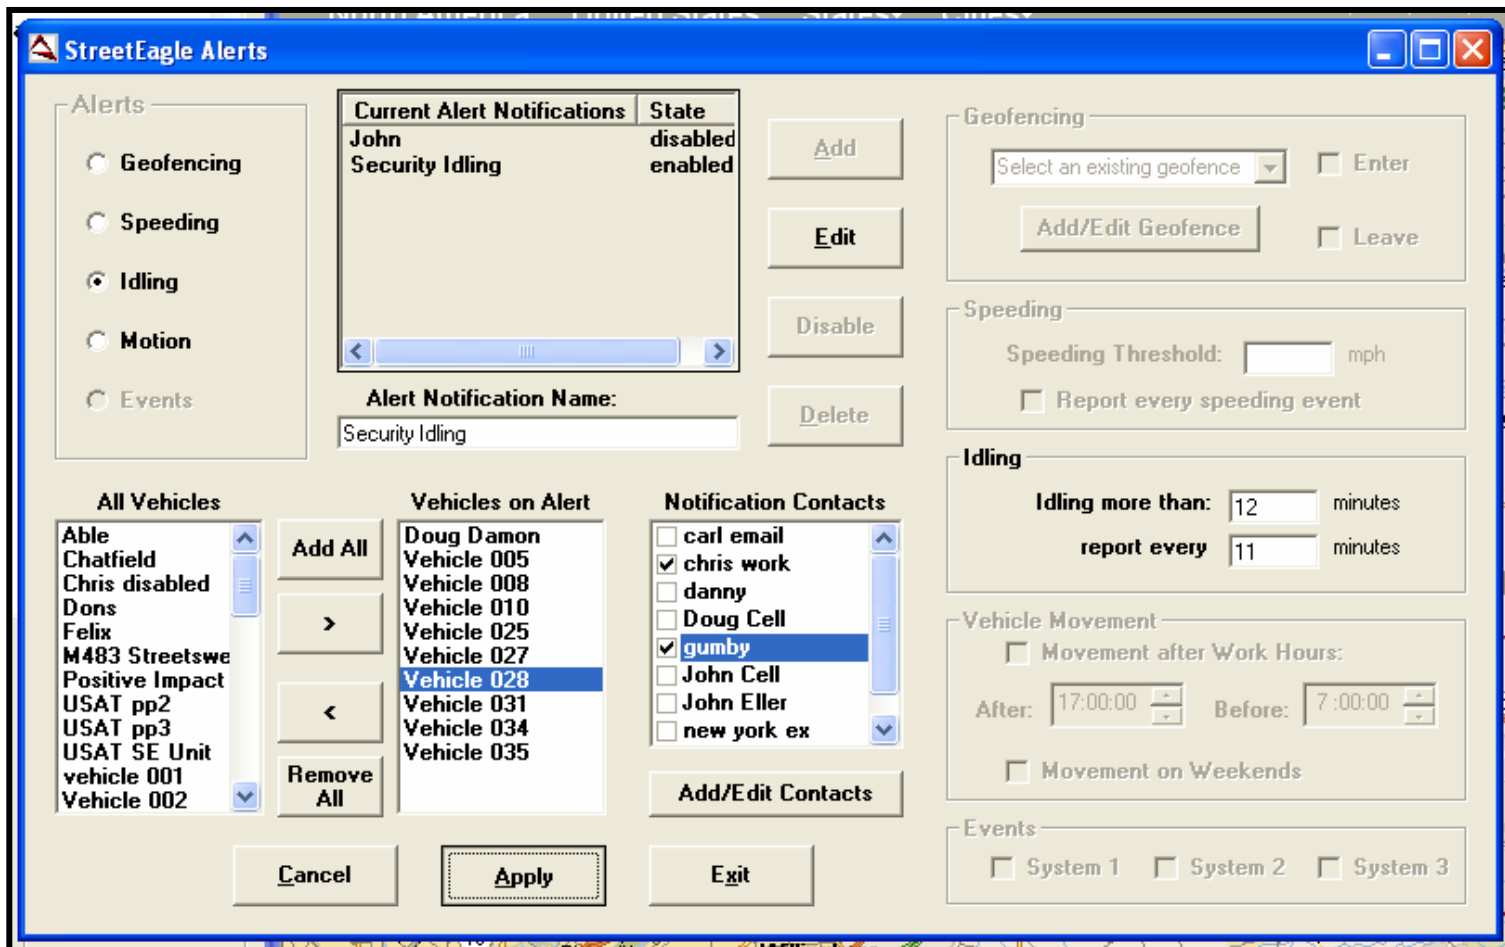 North America United States States Cities
StreetEagle Alerts
Alerts
Geofencing
Speeding
Idling
Motion
Events
Current Alert Notifications State
John disabled
Security Idling enabled
Alert Notification Name:
Security Idling
Add
Edit
Disable
Delete
Geofencing
Select an existing geofence
Enter
Add/Edit Geofence
Leave
Speeding
Speeding Threshold: mph
Report every speeding event
Idling
Idling more than: 12 minutes
report every 11 minutes
Vehicle Movement
Movement after Work Hours:
After: 17:00:00 Before: 7 :00:00
Movement on Weekends
Events
System 1 System 2 System 3
All Vehicles
Able
Chatfield
Chris disabled
Dons
Felix
M483 Streetswe
Positive Impact
USAT pp2
USAT pp3
USAT SE Unit
vehicle 001
Vehicle 002
Add All
>
<
Remove
All
Vehicles on Alert
Doug Damon
Vehicle 005
Vehicle 008
Vehicle 010
Vehicle 025
Vehicle 027
Vehicle 028
Vehicle 031
Vehicle 034
Vehicle 035
Notification Contacts
carl email
chris work
danny
Doug Cell
gumby
John Cell
John Eller
new york ex
Add/Edit Contacts
Cancel
Apply
Exit